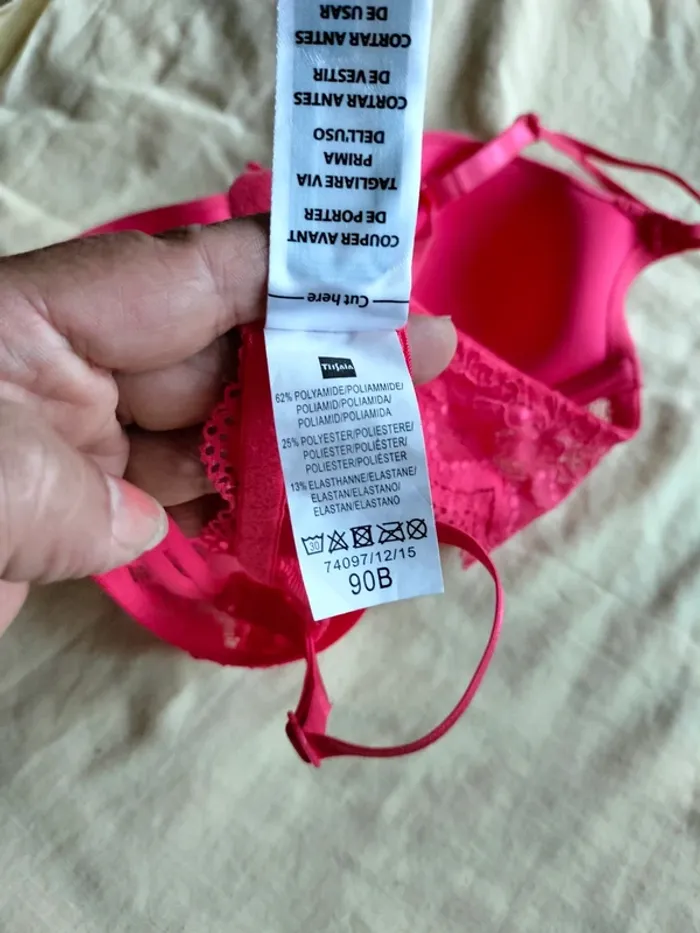 DE USAR
CORTAR ANTES
DE VESTIR
CORTAR ANTES
DELL'USO
PRIMA
TAGLIARE VIA
DE PORTER
COUPER AVANT
Cut here
Tissaia
62% POLYAMIDE/POLIAMMIDE/
POLIAMID/POLIAMIDA/
POLIAMID/POLIAMIDA
25% POLYESTER/POLIESTERE/
POLYESTER/POLIÉSTER/
POLIESTER/POLIÉSTER
13% ELASTHANNE/ELASTANE/
ELASTAN/ELASTANO/
ELASTAN/ELASTANO
30
74097/12/15
90B